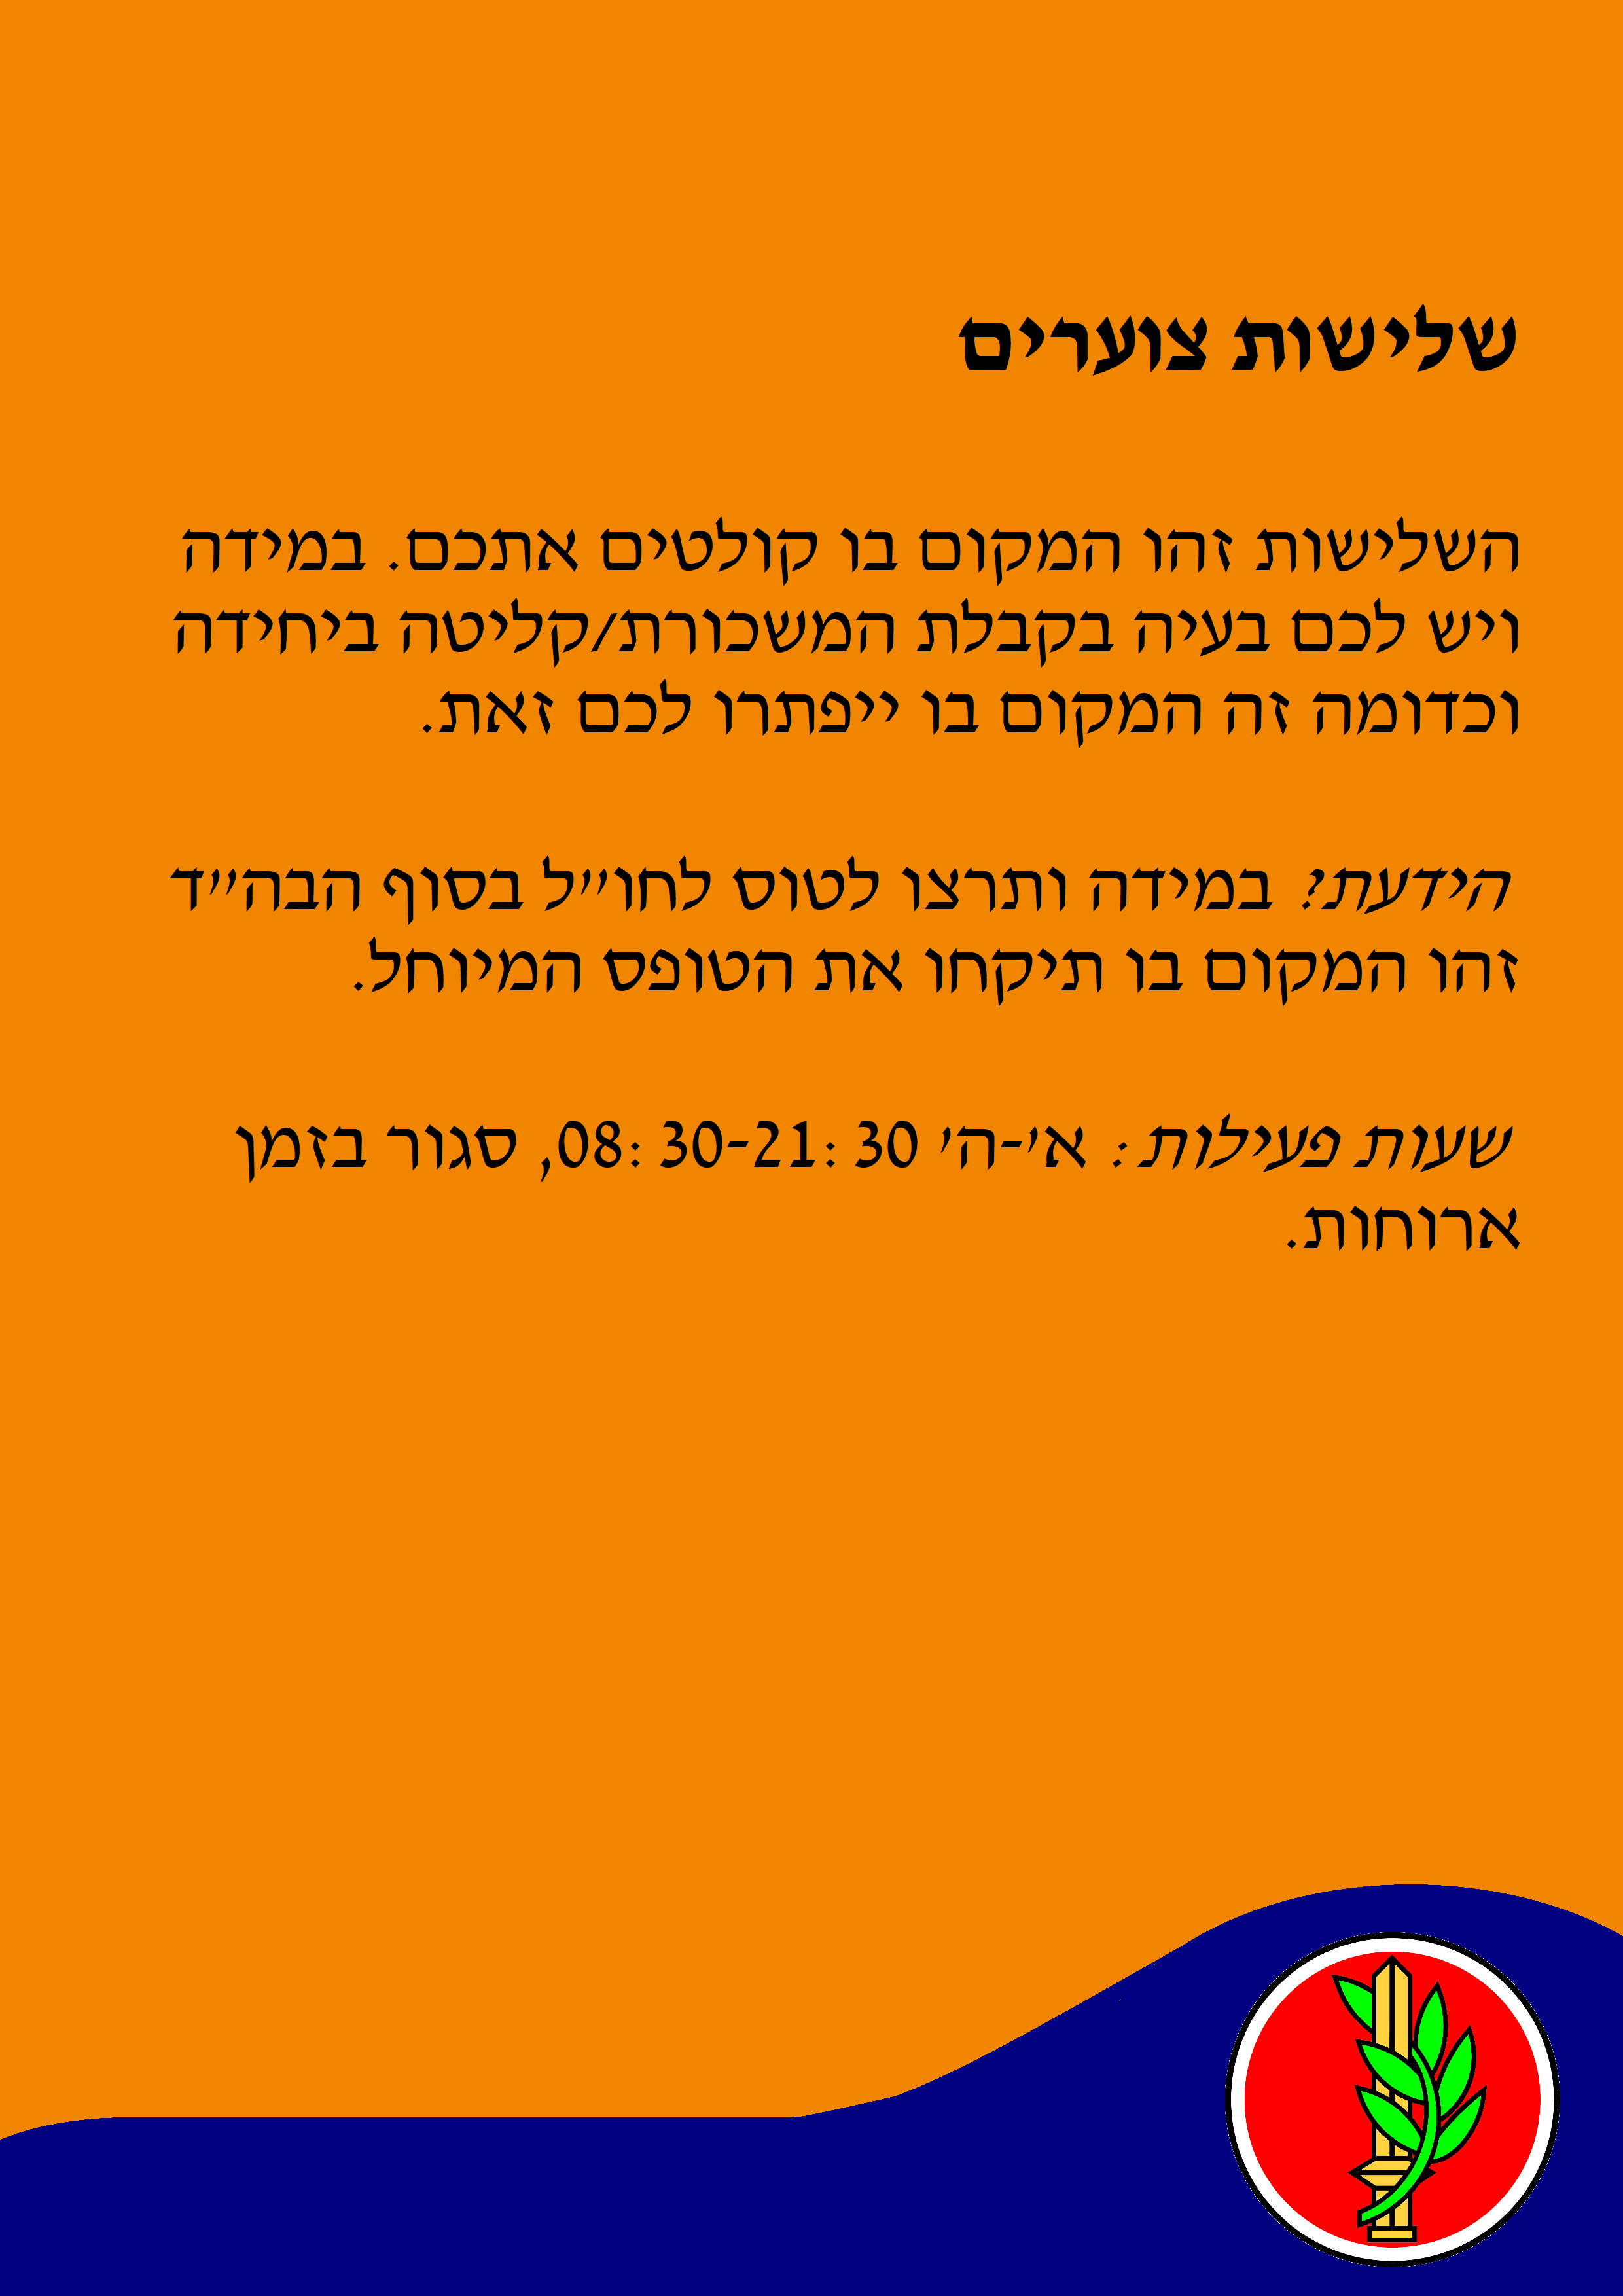 שלישות צוערים
השלישות זהו המקום בו קולטים אתכם. במידה
ויש לכם בעיה בקבלת המשכורת/קליטה ביחידה
וכדומה זה המקום בו ייפתרו לכם זאת.
הידעת? במידה ותרצו לטוס לחו״ל בסוף הבה״ד
זהו המקום בו תיקחו את הטופס המיוחל.
שעות פעילות: א׳-ה׳ 08:30-21:30, סגור בזמן
ארוחות.